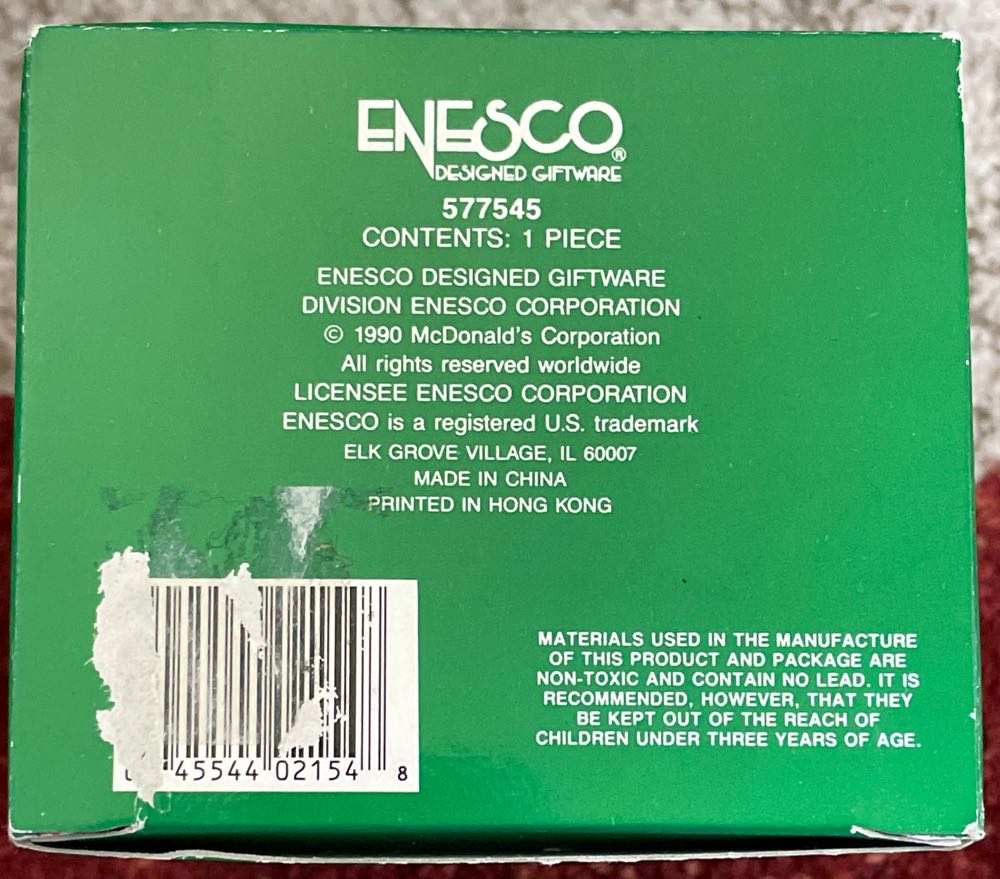 ENESCO®
DESIGNED GIFTWARE
577545
CONTENTS: 1 PIECE
ENESCO DESIGNED GIFTWARE
DIVISION ENESCO CORPORATION
© 1990 McDonald's Corporation
All rights reserved worldwide
LICENSEE ENESCO CORPORATION
ENESCO is a registered U.S. trademark
ELK GROVE VILLAGE, IL 60007
MADE IN CHINA
PRINTED IN HONG KONG
MATERIALS USED IN THE MANUFACTURE
OF THIS PRODUCT AND PACKAGE ARE
NON-TOXIC AND CONTAIN NO LEAD. IT IS
RECOMMENDED, HOWEVER, THAT THEY
BE KEPT OUT OF THE REACH OF
CHILDREN UNDER THREE YEARS OF AGE.
45544 02154 8